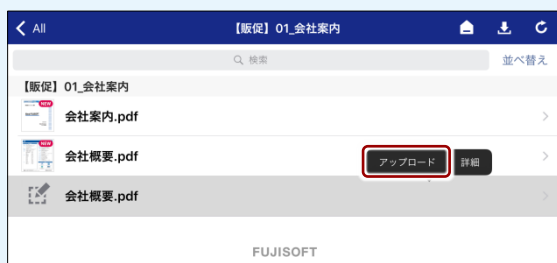 All 【販促】01_会社案内
検索 並べ替え
【販促】01_会社案内
NEW
会社案内.pdf
NEW
会社概要.pdf アップロード 詳細
会社概要.pdf
FUJISOFT